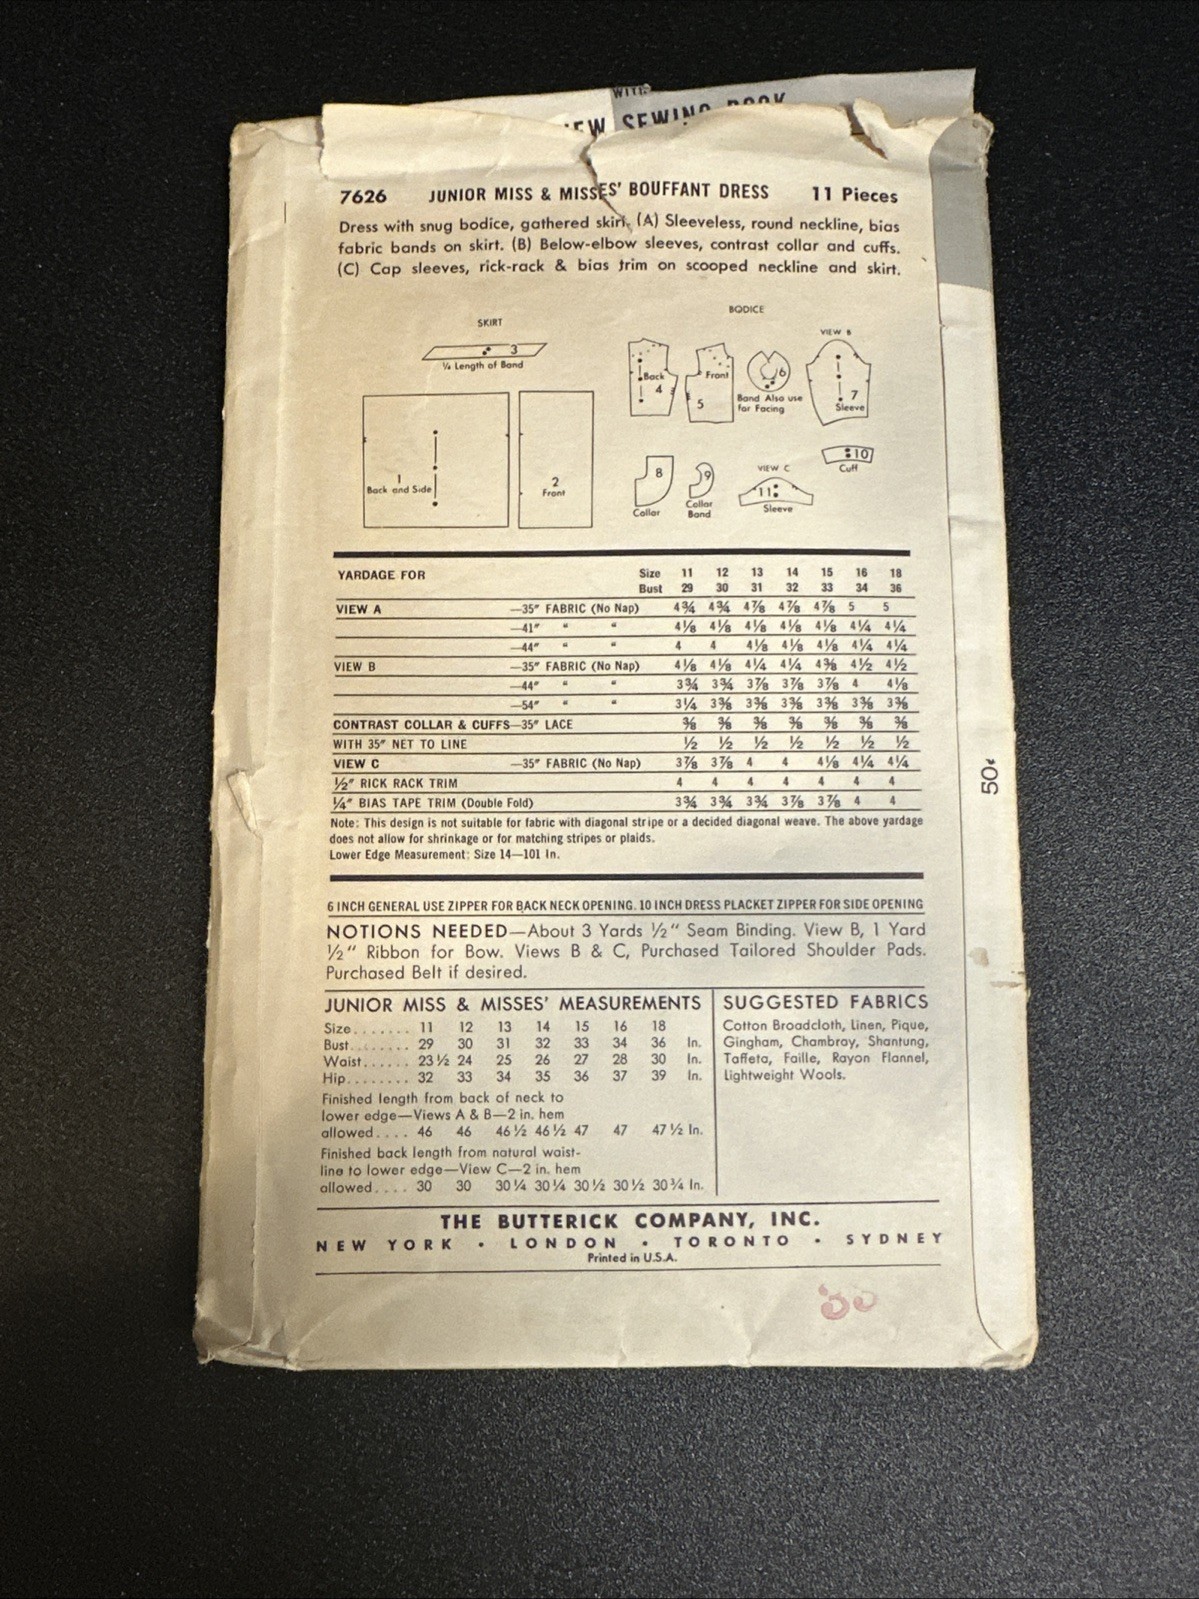 WITH
EW SEWING BOOK
7626 JUNIOR MISS & MISSES' BOUFFANT DRESS 11 Pieces
Dress with snug bodice, gathered skirt. (A) Sleeveless, round neckline, bias
fabric bands on skirt. (B) Below-elbow sleeves, contrast collar and cuffs.
(C) Cap sleeves, rick-rack & bias trim on scooped neckline and skirt.
SKIRT
3
¼ Length of Band
1
Back and Side
2
Front
BODICE
Back
4
Front
5
6
Band Also use
for Facing
VIEW B
7
Sleeve
8
Collar
9
Collar
Band
VIEW C
11
Sleeve
10
Cuff
YARDAGE FOR Size 11 12 13 14 15 16 18
Bust 29 30 31 32 33 34 36
VIEW A —35" FABRIC (No Nap) 4¾ 4¾ 4⅞ 4⅞ 4⅞ 5 5
—41" " " 4⅛ 4⅛ 4⅛ 4⅛ 4⅛ 4¼ 4¼
—44" " " 4 4 4⅛ 4⅛ 4⅛ 4¼ 4¼
VIEW B —35" FABRIC (No Nap) 4⅛ 4⅛ 4¼ 4¼ 4⅜ 4½ 4½
—44" " " 3¾ 3¾ 3⅞ 3⅞ 3⅞ 4 4⅛
—54" " " 3¼ 3⅜ 3⅜ 3⅜ 3⅜ 3⅜ 3⅜
CONTRAST COLLAR & CUFFS—35" LACE ⅜ ⅜ ⅜ ⅜ ⅜ ⅜ ⅜
WITH 35" NET TO LINE ½ ½ ½ ½ ½ ½ ½
VIEW C —35" FABRIC (No Nap) 3⅞ 3⅞ 4 4 4⅛ 4¼ 4¼
½" RICK RACK TRIM 4 4 4 4 4 4 4
¼" BIAS TAPE TRIM (Double Fold) 3¾ 3¾ 3¾ 3⅞ 3⅞ 4 4
Note: This design is not suitable for fabric with diagonal stripe or a decided diagonal weave. The above yardage
does not allow for shrinkage or for matching stripes or plaids.
Lower Edge Measurement: Size 14—101 In.
50¢
6 INCH GENERAL USE ZIPPER FOR BACK NECK OPENING. 10 INCH DRESS PLACKET ZIPPER FOR SIDE OPENING
NOTIONS NEEDED—About 3 Yards ½" Seam Binding. View B, 1 Yard
½" Ribbon for Bow. Views B & C, Purchased Tailored Shoulder Pads.
Purchased Belt if desired.
JUNIOR MISS & MISSES' MEASUREMENTS
Size....... 11 12 13 14 15 16 18
Bust........ 29 30 31 32 33 34 36 In.
Waist...... 23½ 24 25 26 27 28 30 In.
Hip........ 32 33 34 35 36 37 39 In.
Finished length from back of neck to
lower edge—Views A & B—2 in. hem
allowed.... 46 46 46½ 46½ 47 47 47½ In.
Finished back length from natural waist-
line to lower edge—View C—2 in. hem
allowed.... 30 30 30¼ 30¼ 30½ 30½ 30¾ In.
SUGGESTED FABRICS
Cotton Broadcloth, Linen, Pique,
Gingham, Chambray, Shantung,
Taffeta, Faille, Rayon Flannel,
Lightweight Wools.
THE BUTTERICK COMPANY, INC.
NEW YORK • LONDON • TORONTO • SYDNEY
Printed in U.S.A.